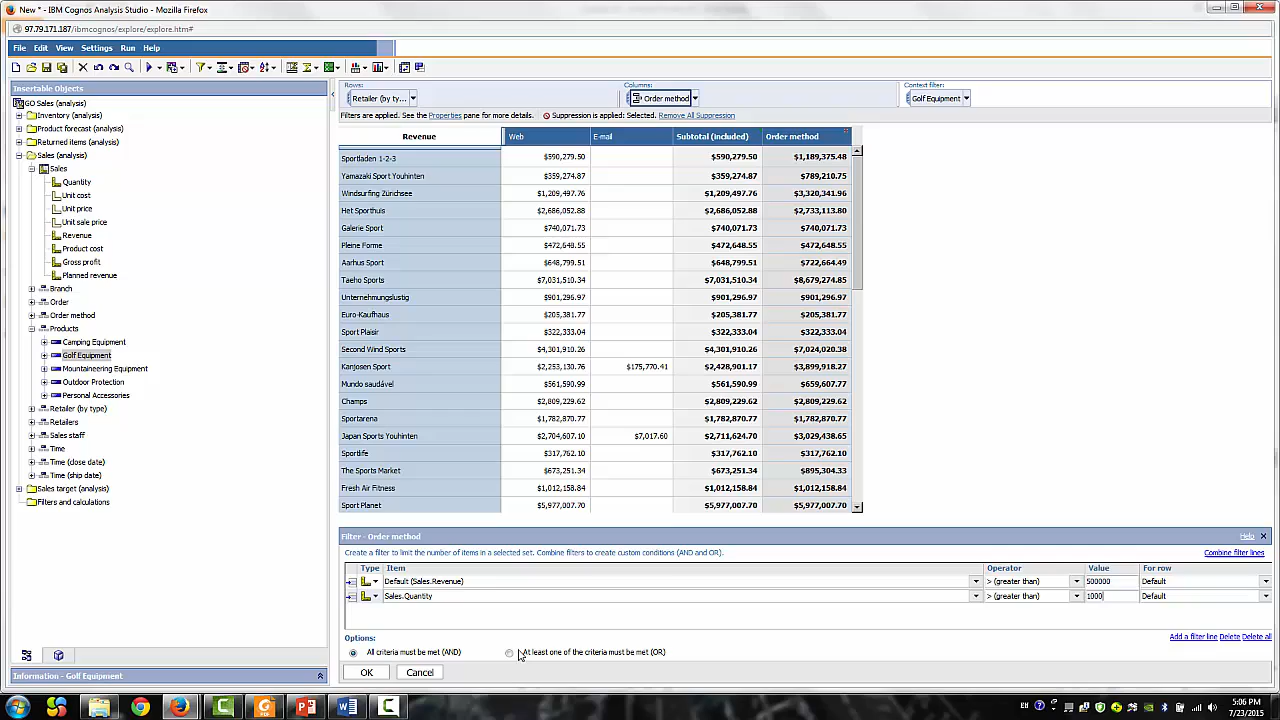 New * - IBM Cognos Analysis Studio - Mozilla Firefox
97.79.171.187/ibmcognos/explore/explore.htm#
File Edit View Settings Run Help
Insertable Objects
GO Sales (analysis)
Inventory (analysis)
Product forecast (analysis)
Returned items (analysis)
Sales (analysis)
Sales
Quantity
Unit cost
Unit price
Unit sale price
Revenue
Product cost
Gross profit
Planned revenue
Branch
Order
Order method
Products
Camping Equipment
Golf Equipment
Mountaineering Equipment
Outdoor Protection
Personal Accessories
Retailer (by type)
Retailers
Sales staff
Time
Time (close date)
Time (ship date)
Sales target (analysis)
Filters and calculations
Information - Golf Equipment
Rows: Columns: Context filter:
Retailer (by ty... Order method Golf Equipment
Filters are applied. See the Properties pane for more details. Suppression is applied: Selected. Remove All Suppression
Revenue Web E-mail Subtotal (included) Order method
Sportladen 1-2-3 $590,279.50 $590,279.50 $1,189,375.48
Yamazaki Sport Youhinten $359,274.87 $359,274.87 $789,210.75
Windsurfing Zürichsee $1,209,497.76 $1,209,497.76 $3,320,341.96
Het Sporthuis $2,686,052.88 $2,686,052.88 $2,733,113.80
Galerie Sport $740,071.73 $740,071.73 $740,071.73
Pleine Forme $472,648.55 $472,648.55 $472,648.55
Aarhus Sport $648,799.51 $648,799.51 $722,664.49
Taeho Sports $7,031,510.34 $7,031,510.34 $8,679,274.85
Unternehmungslustig $901,296.97 $901,296.97 $901,296.97
Euro-Kaufhaus $205,381.77 $205,381.77 $205,381.77
Sport Plaisir $322,333.04 $322,333.04 $322,333.04
Second Wind Sports $4,301,910.26 $4,301,910.26 $7,024,020.38
Kanjosen Sport $2,253,130.76 $175,770.41 $2,428,901.17 $3,899,918.27
Mundo saudável $561,590.99 $561,590.99 $659,607.77
Champs $2,809,229.62 $2,809,229.62 $2,809,229.62
Sportarena $1,782,870.77 $1,782,870.77 $1,782,870.77
Japan Sports Youhinten $2,704,607.10 $7,017.60 $2,711,624.70 $3,029,438.65
Sportlife $317,762.10 $317,762.10 $317,762.10
The Sports Market $673,251.34 $673,251.34 $895,304.33
Fresh Air Fitness $1,012,158.84 $1,012,158.84 $1,012,158.84
Sport Planet $5,977,007.70 $5,977,007.70 $5,977,007.70
Filter - Order method Help
Create a filter to limit the number of items in a selected set. Combine filters to create custom conditions (AND and OR). Combine filter lines
Type Item Operator Value For row
Default (Sales.Revenue) > (greater than) 500000 Default
Sales.Quantity > (greater than) 1000 Default
Options: Add a filter line Delete Delete all
All criteria must be met (AND) At least one of the criteria must be met (OR)
OK Cancel
EN 5:06 PM
7/23/2015